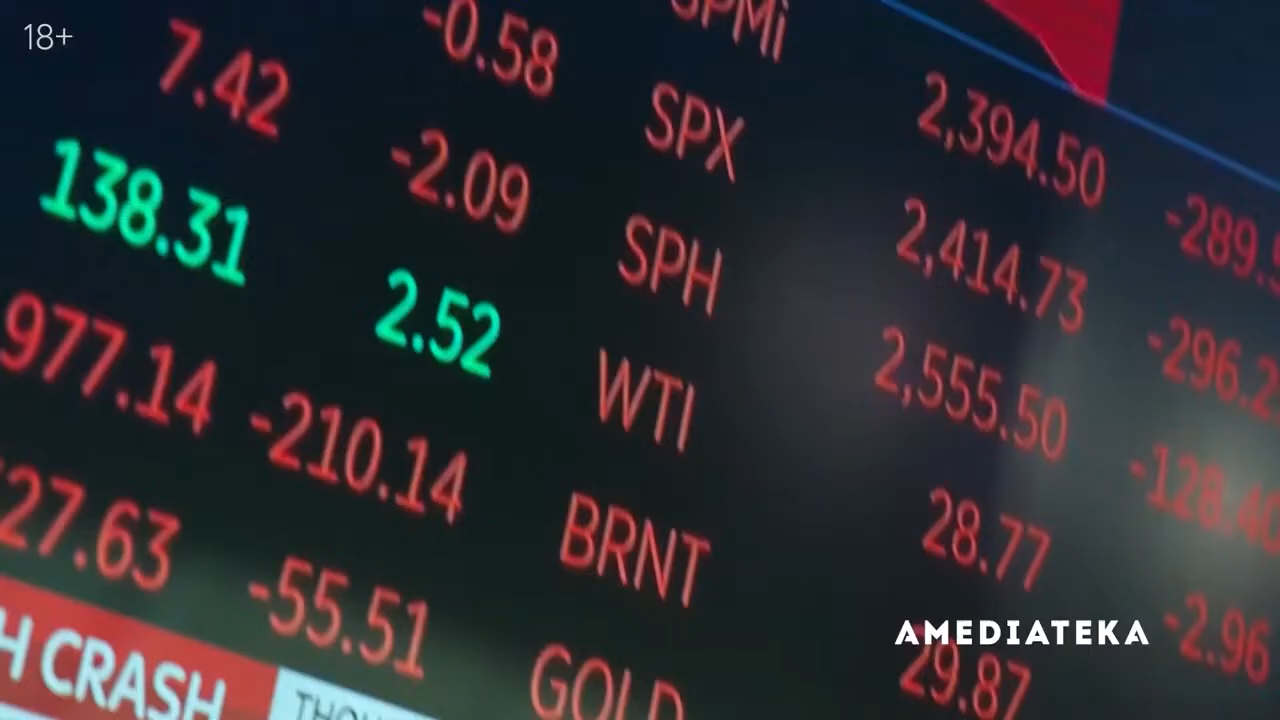 18+
-0.58 SPMi
7.42 -2.09 SPX 2,394.50
138.31 2.52 SPH 2,414.73
977.14 -210.14 WTI 2,555.50
27.63 -55.51 BRNT 28.77 -2.96
GOLD 29.87
CRASH
AMEDIATEKA